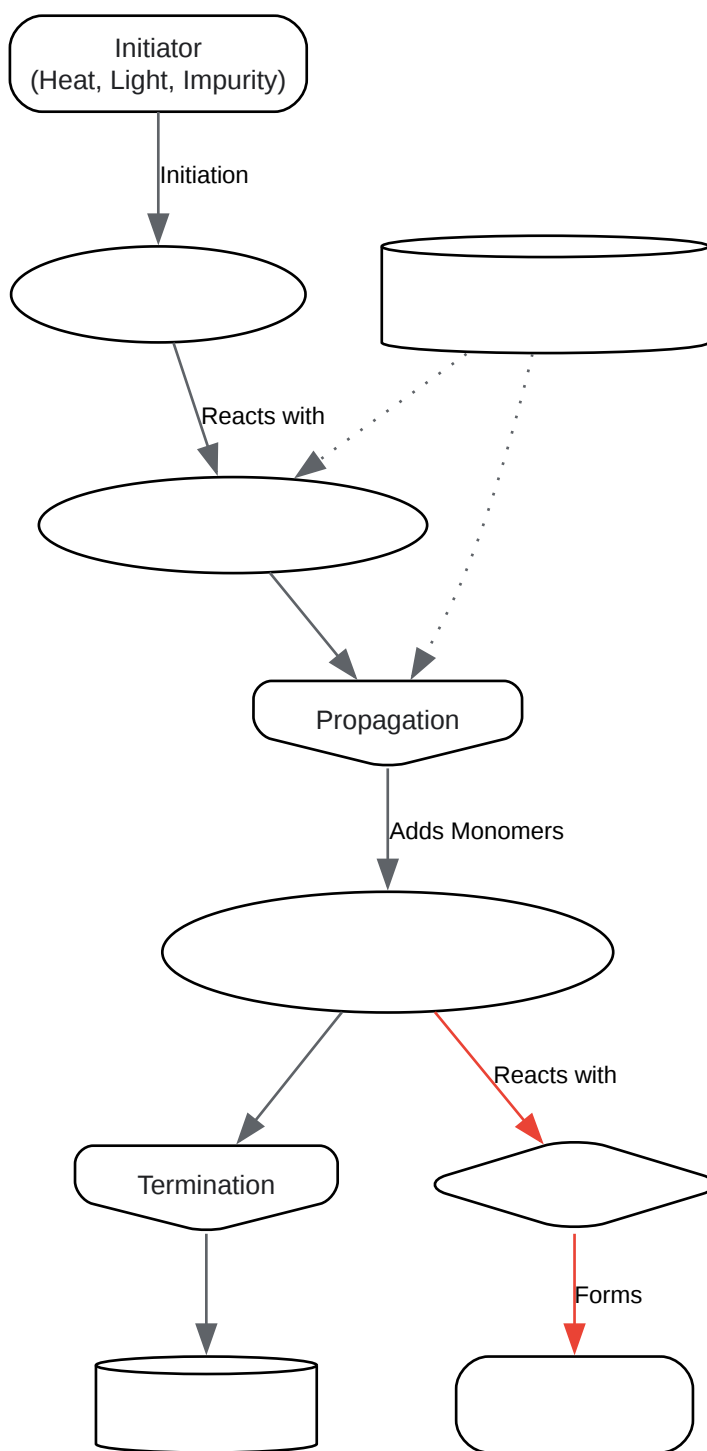 Initiator
(Heat, Light, Impurity)
Initiation
Reacts with
Propagation
Adds Monomers
Reacts with
Termination
Forms